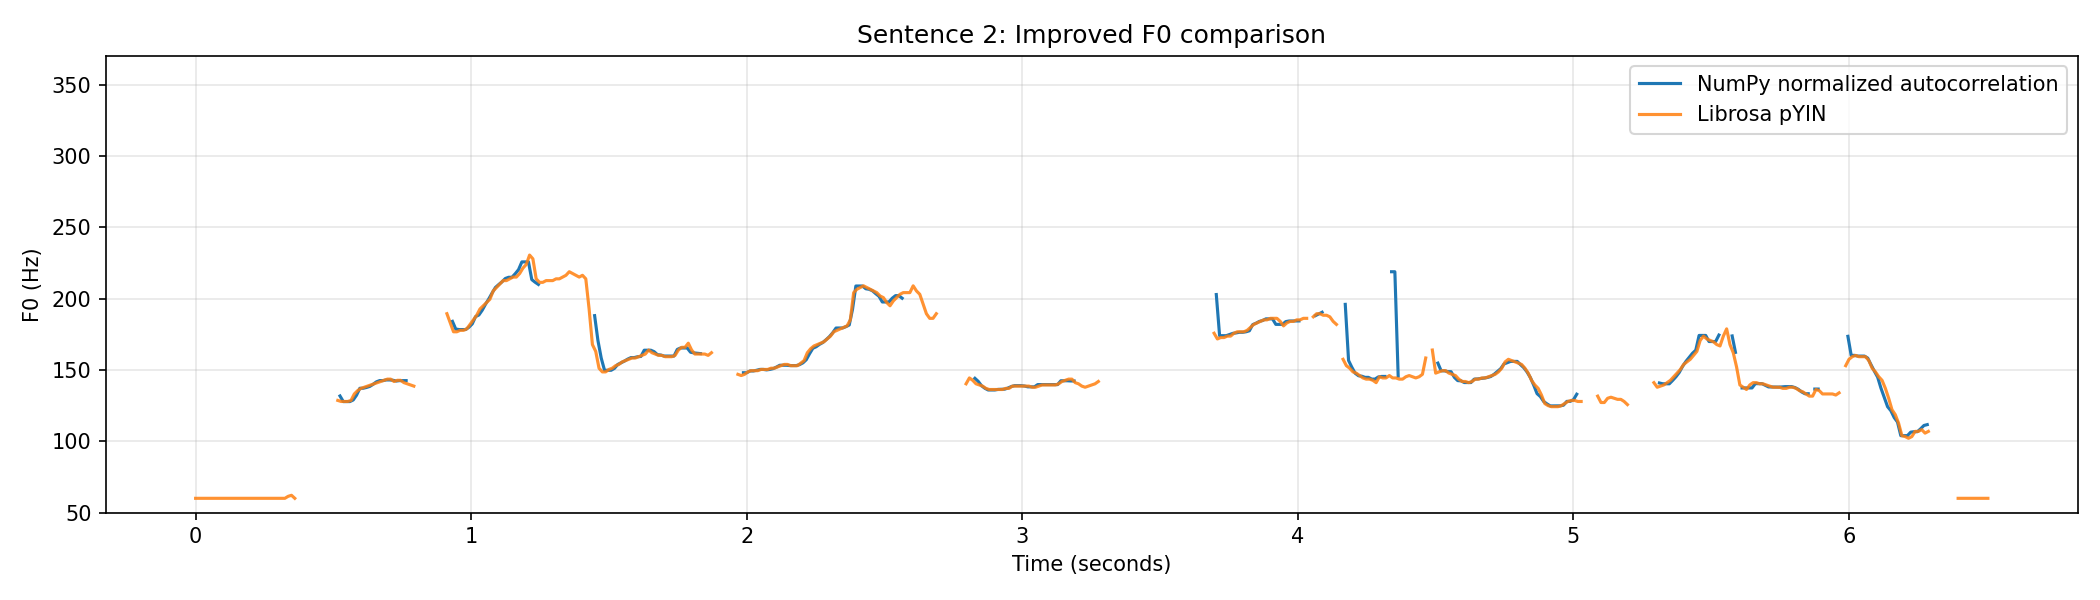 Sentence 2: Improved F0 comparison
NumPy normalized autocorrelation
Librosa pYIN
F0 (Hz)
350
300
250
200
150
100
50
0 1 2 3 4 5 6
Time (seconds)